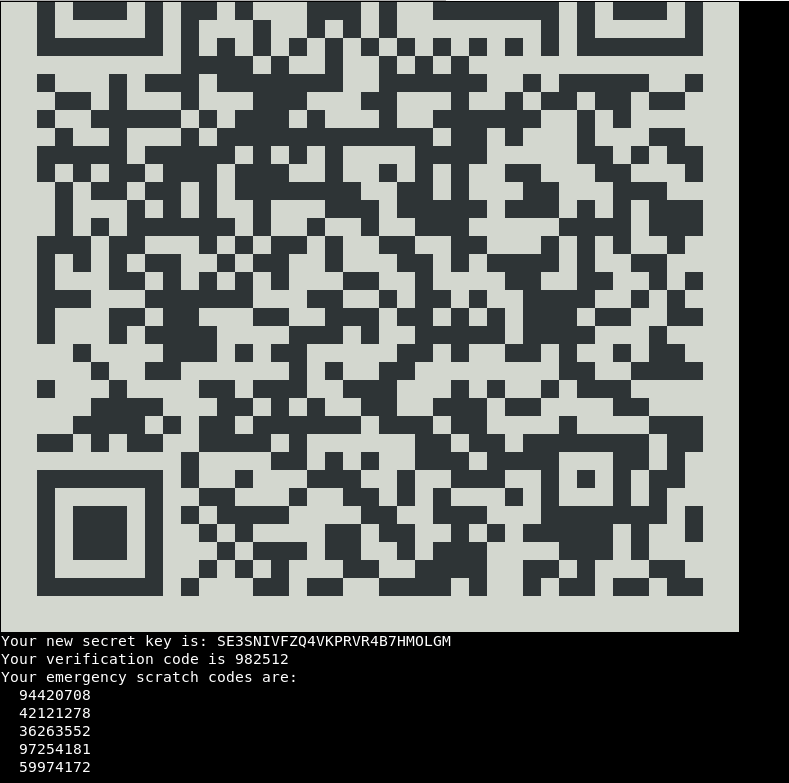 Your new secret key is: SE3SNIVFZQ4VKPRVR4B7HMOLGM
Your verification code is 982512
Your emergency scratch codes are:
94420708
42121278
36263552
97254181
59974172